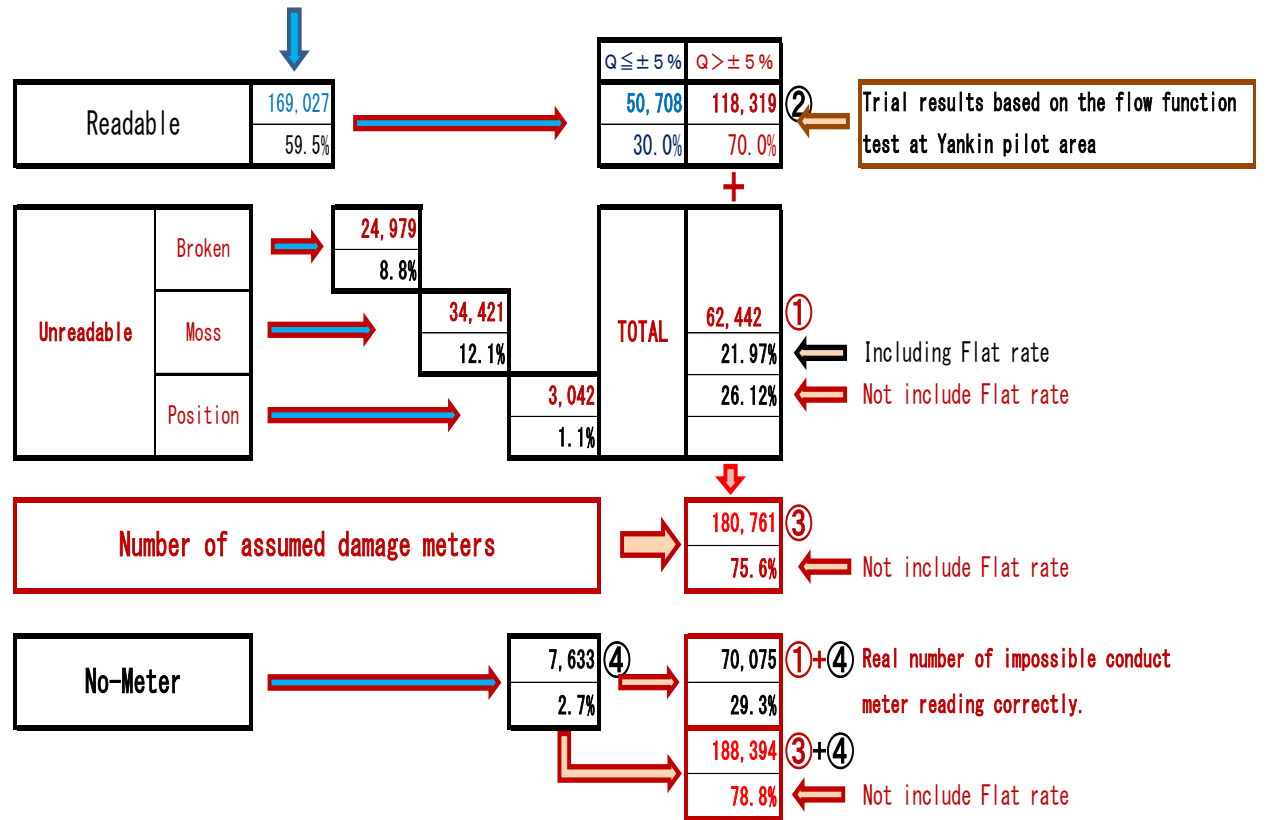 Q≦±5% Q>±5%
Readable 169,027 50,708 118,319 ② Trial results based on the flow function
59.5% 30.0% 70.0% test at Yankin pilot area
+
Unreadable Broken 24,979
8.8%
Moss 34,421 TOTAL 62,442 ①
12.1% 21.97% Including Flat rate
Position 3,042 26.12% Not include Flat rate
1.1%
Number of assumed damage meters 180,761 ③
75.6% Not include Flat rate
No-Meter 7,633 ④ 70,075 ①+④ Real number of impossible conduct
2.7% 29.3% meter reading correctly.
188,394 ③+④
78.8% Not include Flat rate